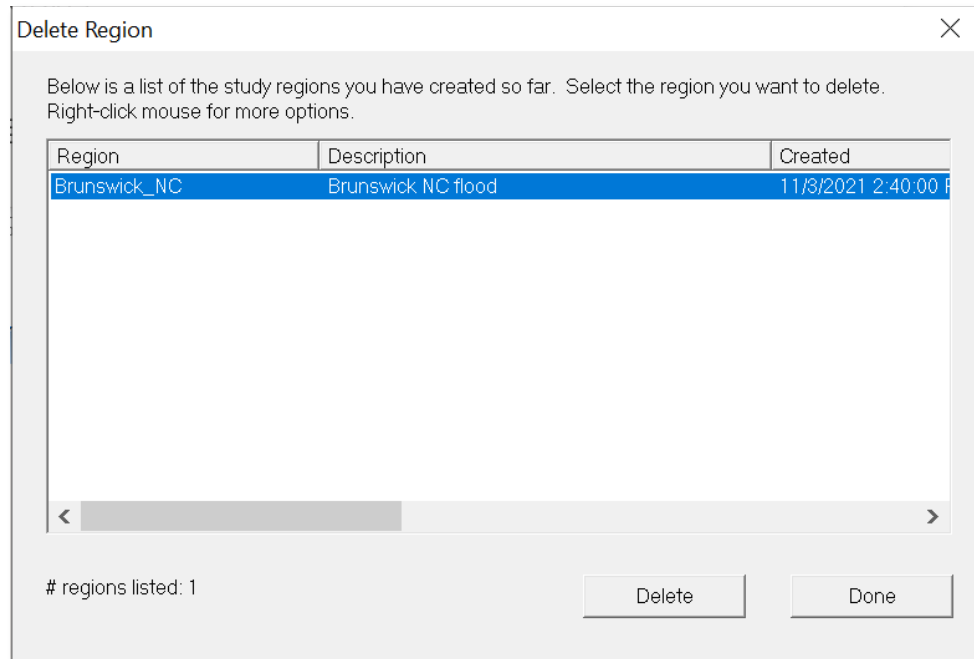 Delete Region
Below is a list of the study regions you have created so far. Select the region you want to delete.
Right-click mouse for more options.
Region Description Created
Brunswick_NC Brunswick NC flood 11/3/2021 2:40:00
# regions listed: 1 Delete Done